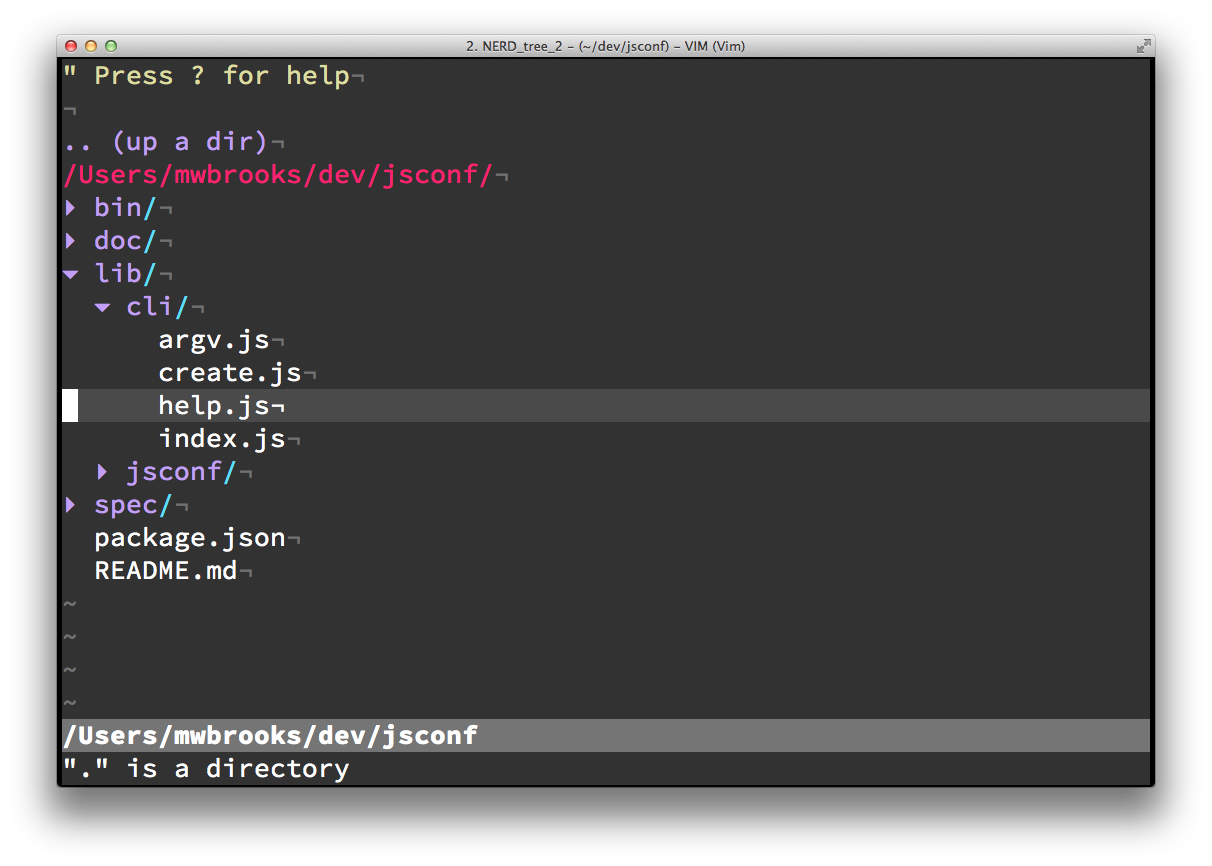 2. NERD_tree_2 – (~/dev/jsconf) – VIM (Vim)
" Press ? for help¬
¬
.. (up a dir)¬
/Users/mwbrooks/dev/jsconf/¬
▸ bin/¬
▸ doc/¬
▾ lib/¬
  ▾ cli/¬
      argv.js¬
      create.js¬
      help.js¬
      index.js¬
  ▸ jsconf/¬
▸ spec/¬
  package.json¬
  README.md¬
~
~
~
~
/Users/mwbrooks/dev/jsconf
"." is a directory